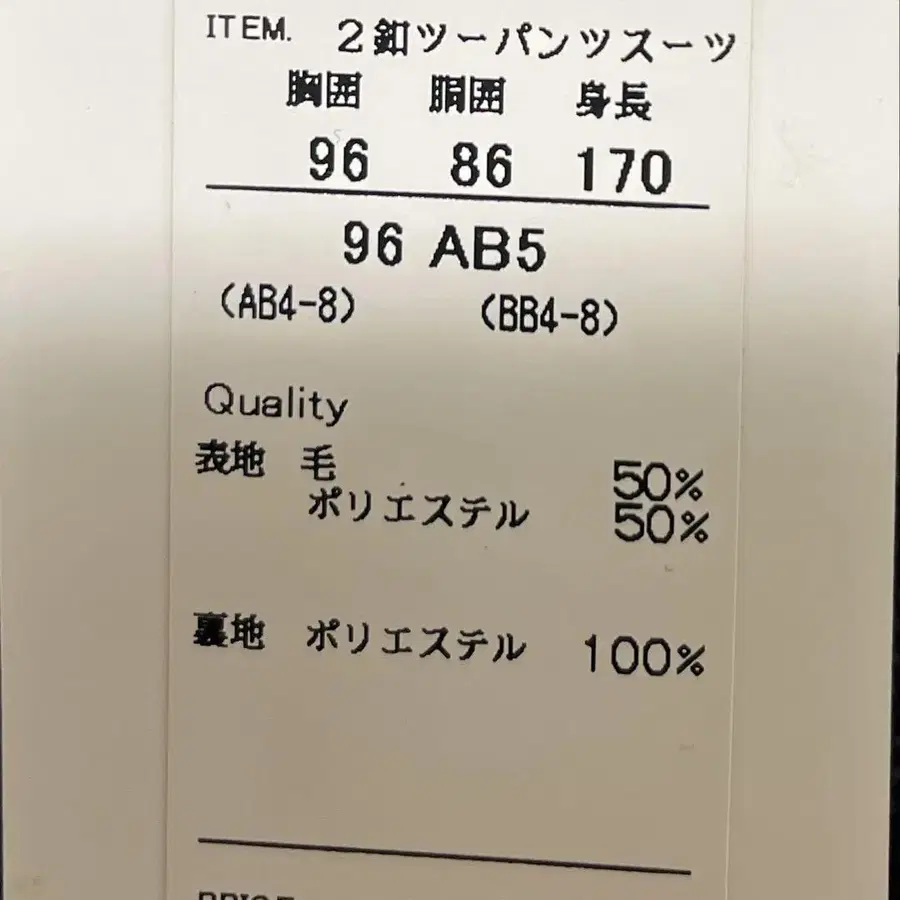 ITEM. 2釦ツーパンツスーツ
胸囲 胴囲 身長
96 86 170
96 AB5
(AB4-8) (BB4-8)
Quality
表地 毛 50%
ポリエステル 50%
裏地 ポリエステル 100%